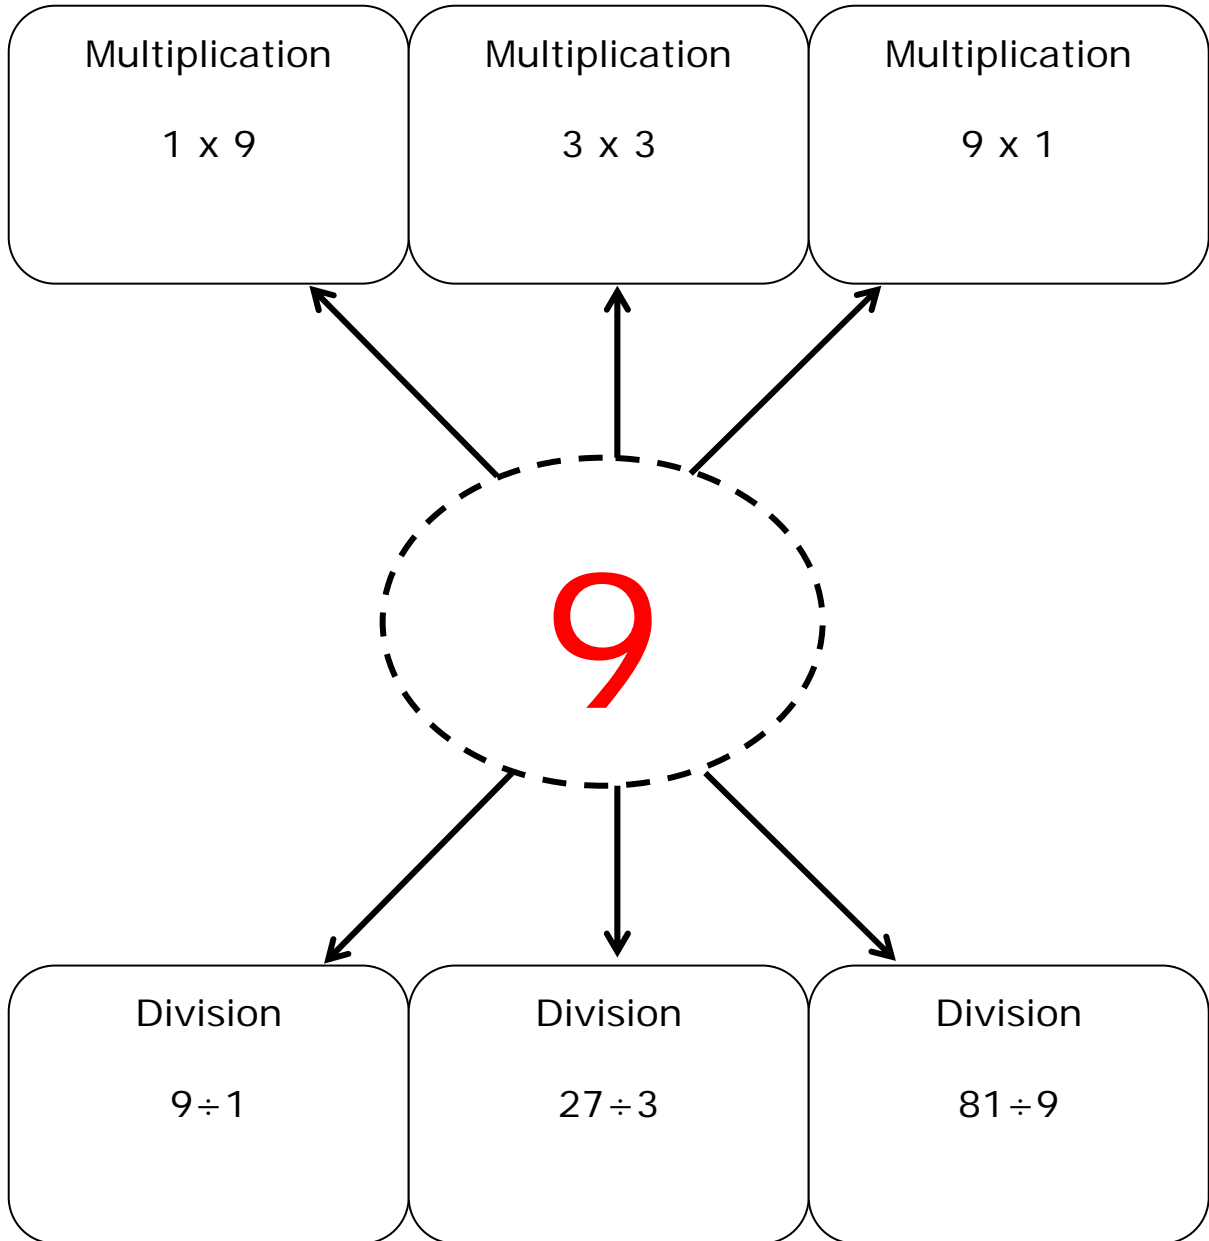 Multiplication
1 x 9
Multiplication
3 x 3
Multiplication
9 x 1
9
Division
9÷1
Division
27÷3
Division
81÷9